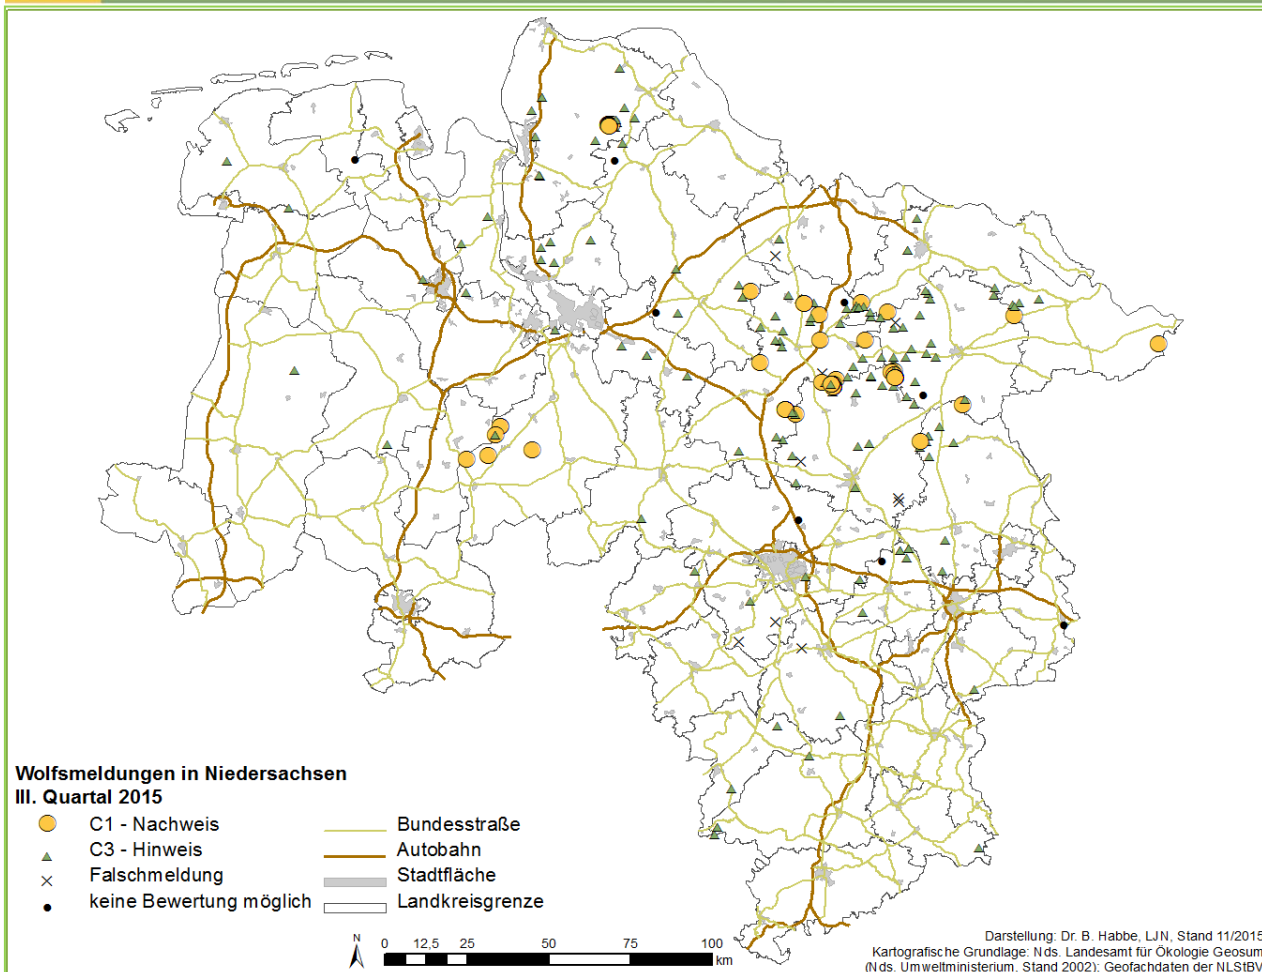 Wolfsmeldungen in Niedersachsen
III. Quartal 2015
C1 - Nachweis
C3 - Hinweis
Falschmeldung
keine Bewertung möglich
Bundesstraße
Autobahn
Stadtfläche
Landkreisgrenze
N
0 12,5 25 50 75 100
km
Darstellung: Dr. B. Habbe, LJN, Stand 11/2015
Kartografische Grundlage: Nds. Landesamt für Ökologie Geosum
(Nds. Umweltministerium, Stand 2002); Geofachdaten der NLStBV